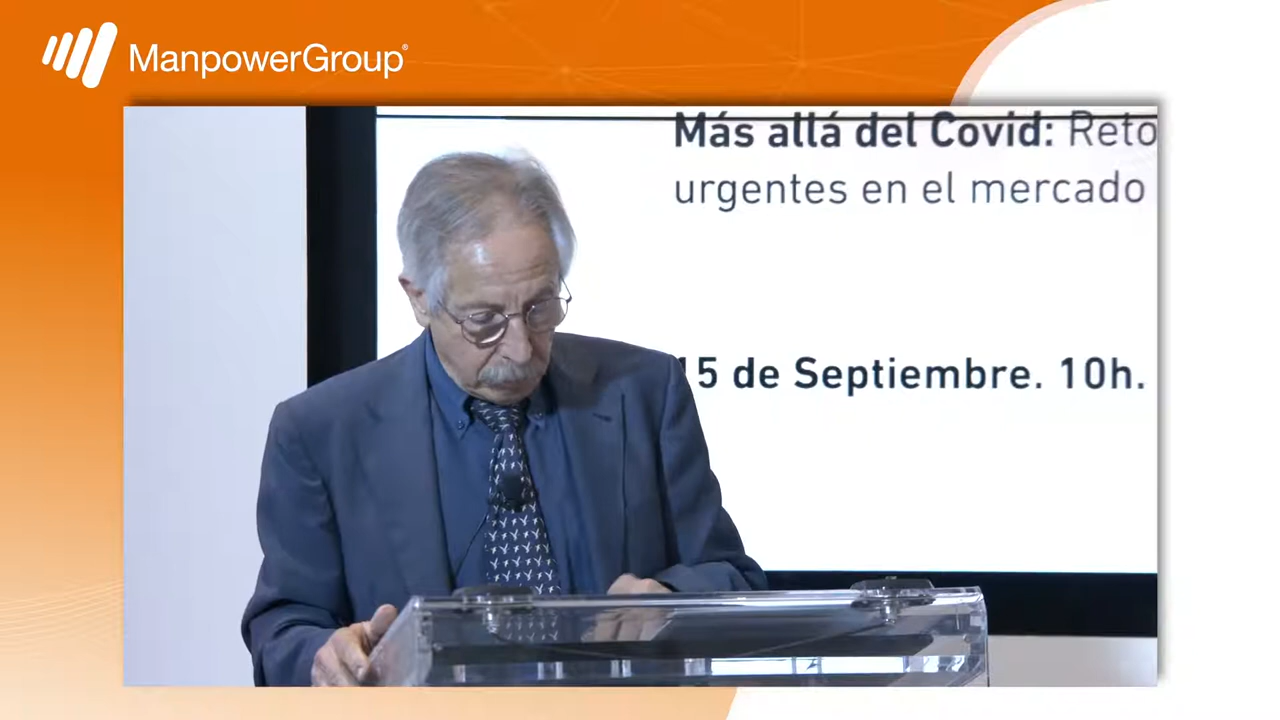 ManpowerGroup®
Más allá del Covid: Reto
urgentes en el mercado
15 de Septiembre. 10h.